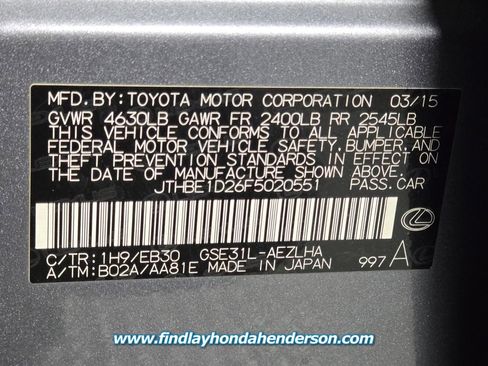 MFD. BY: TOYOTA MOTOR CORPORATION 03/15
GVWR 4630LB GAWR FR 2400LB RR 2545LB
THIS VEHICLE CONFORMS TO ALL APPLICABLE
FEDERAL MOTOR VEHICLE SAFETY, BUMPER, AND
THEFT PREVENTION STANDARDS IN EFFECT ON
THE DATE OF MANUFACTURE SHOWN ABOVE.
JTHBE1D26F5020551 PASS. CAR
C/TR: 1H9/EB30 GSE31L-AEZLHA
A/TM: B02A/AA81E MADE IN JAPAN 997 A
www.findlayhondahenderson.com